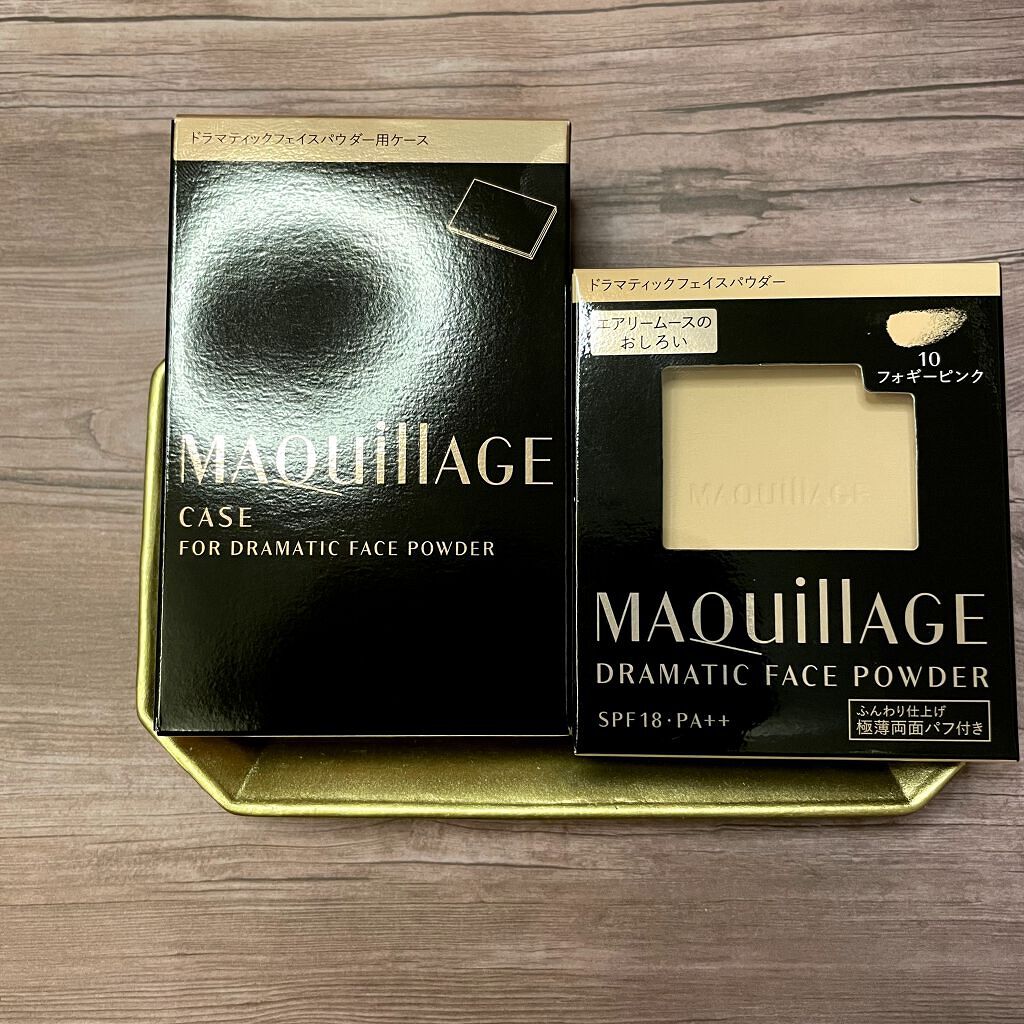 ドラマティックフェイスパウダー用ケース
MAQuillAGE
CASE
FOR DRAMATIC FACE POWDER
ドラマティックフェイスパウダー
エアリームースの
おしろい
10
フォギーピンク
MAQuillAGE
MAQuillAGE
DRAMATIC FACE POWDER
SPF18・PA++
ふんわり仕上げ
極薄両面パフ付き